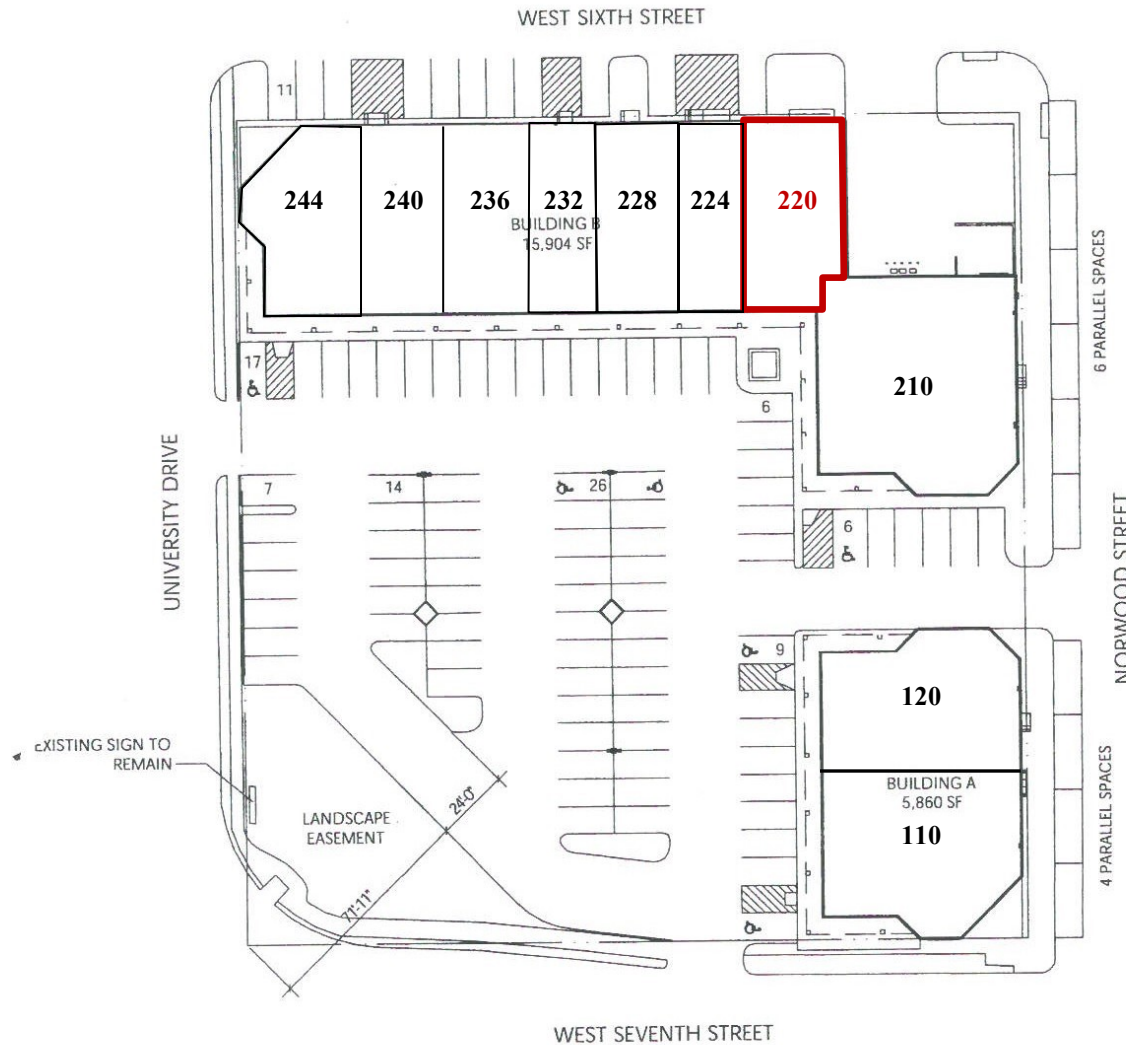 WEST SIXTH STREET
11
244
240
236
232
228
224
220
BUILDING B
15,904 SF
6 PARALLEL SPACES
17
210
6
UNIVERSITY DRIVE
7
14
26
6
NORWOOD STREET
9
120
EXISTING SIGN TO
REMAIN
24'-0"
BUILDING A
5,860 SF
LANDSCAPE
EASEMENT
110
4 PARALLEL SPACES
71'-11"
WEST SEVENTH STREET